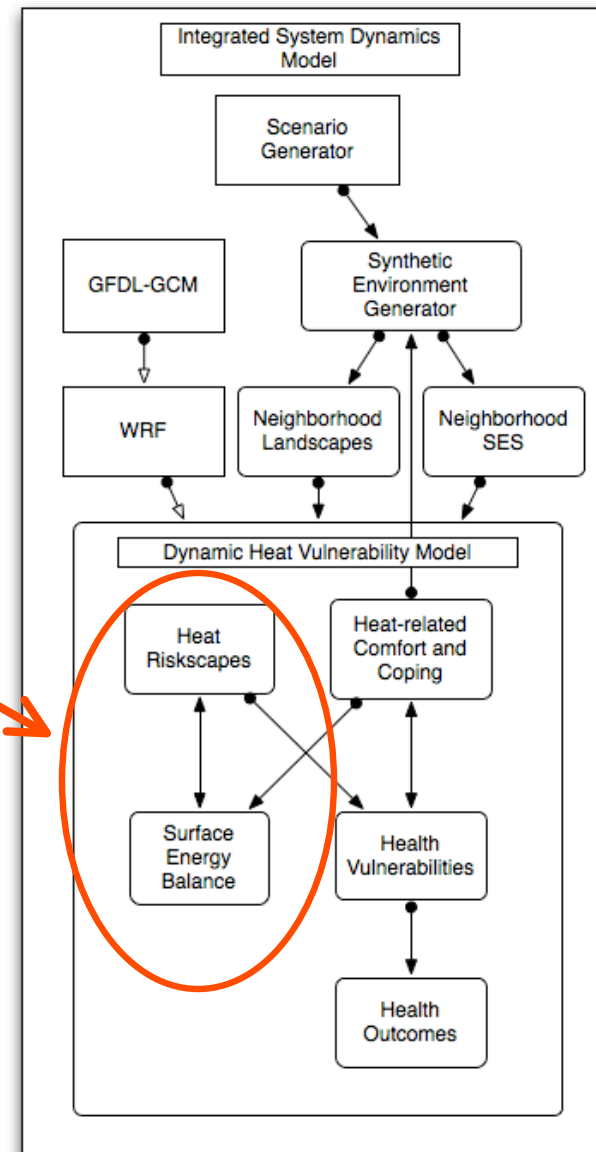 Integrated System Dynamics
Model
Scenario
Generator
GFDL-GCM
Synthetic
Environment
Generator
WRF
Neighborhood
Landscapes
Neighborhood
SES
Dynamic Heat Vulnerability Model
Heat
Riskscapes
Heat-related
Comfort and
Coping
Surface
Energy
Balance
Health
Vulnerabilities
Health
Outcomes